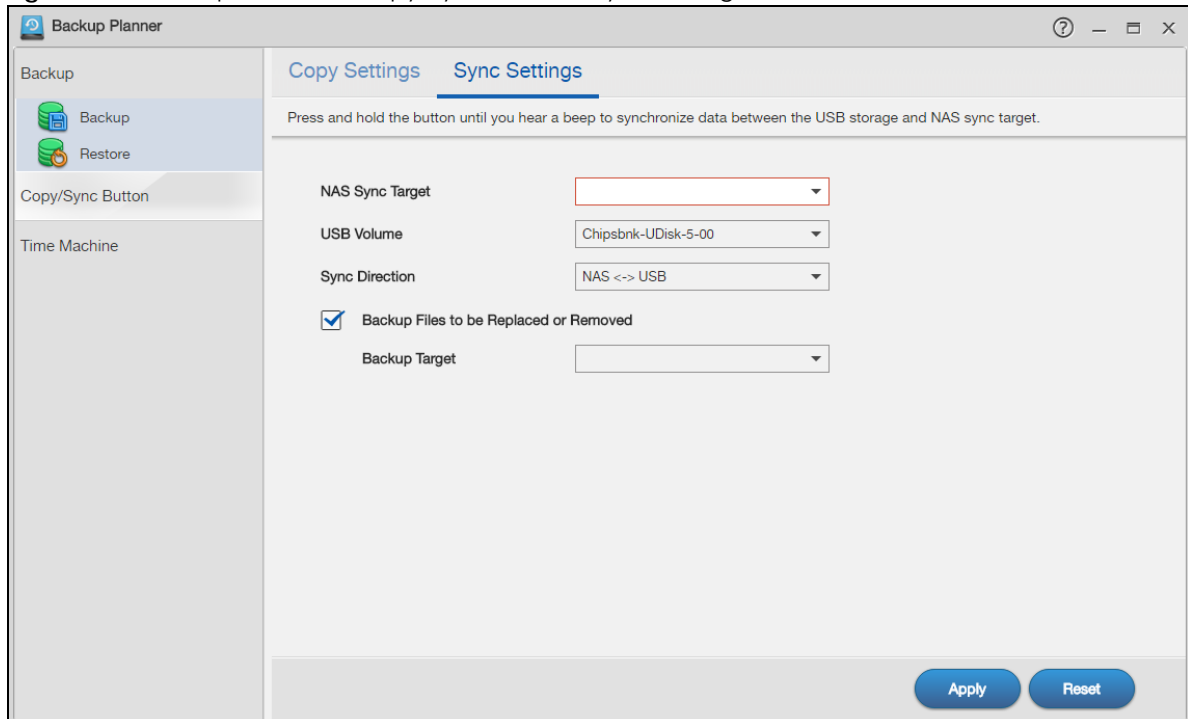 Backup Planner
Backup
Backup
Restore
Copy/Sync Button
Time Machine
Copy Settings Sync Settings
Press and hold the button until you hear a beep to synchronize data between the USB storage and NAS sync target.
NAS Sync Target
USB Volume Chipsbnk-UDisk-5-00
Sync Direction NAS <-> USB
Backup Files to be Replaced or Removed
Backup Target
Apply Reset